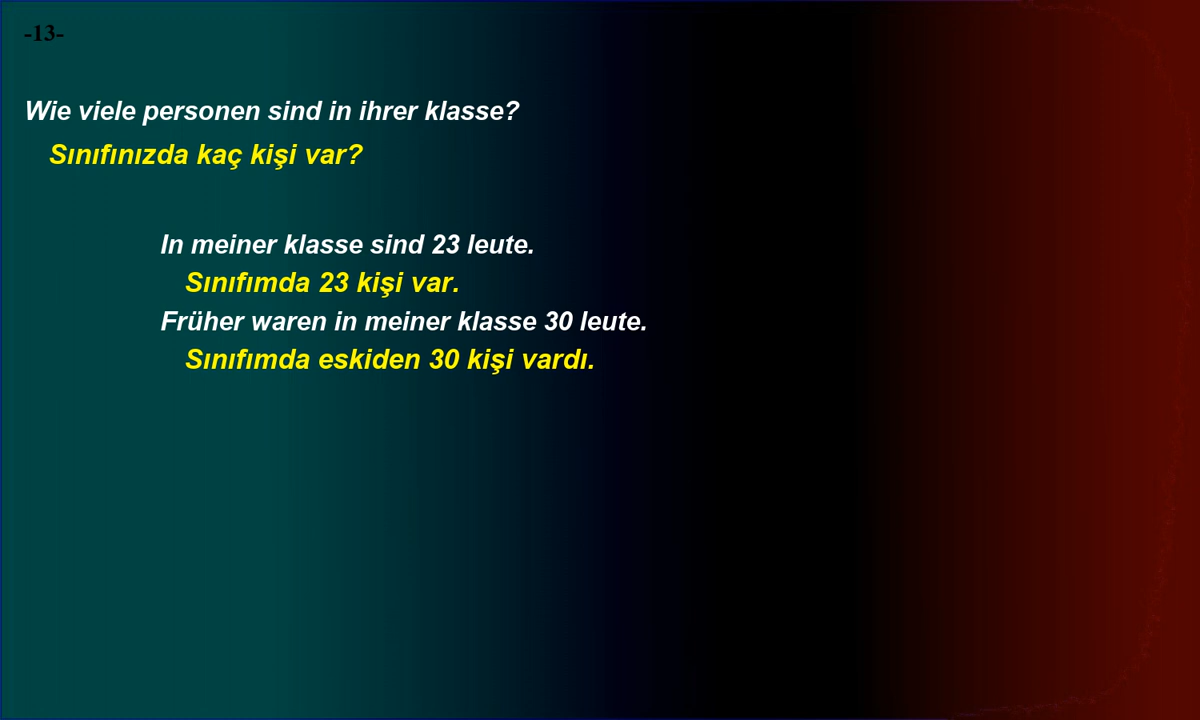 -13-
Wie viele personen sind in ihrer klasse?
Sınıfınızda kaç kişi var?
In meiner klasse sind 23 leute.
Sınıfımda 23 kişi var.
Früher waren in meiner klasse 30 leute.
Sınıfımda eskiden 30 kişi vardı.